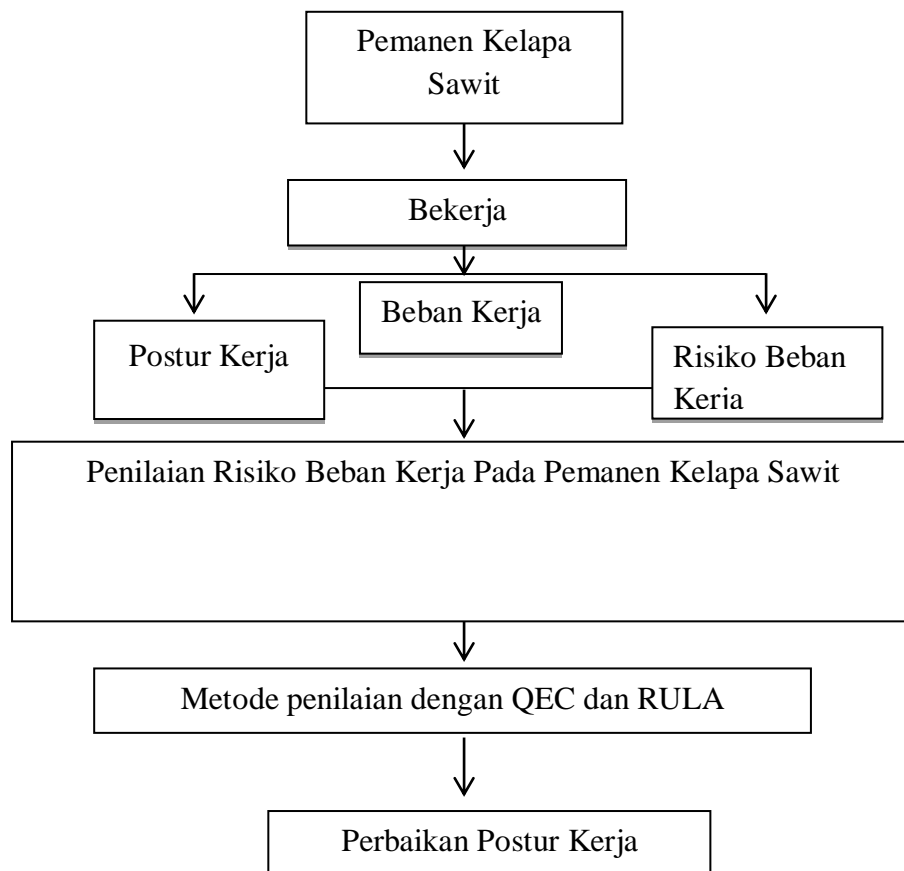 Pemanen Kelapa
Sawit
Bekerja
Beban Kerja
Postur Kerja
Risiko Beban
Kerja
Penilaian Risiko Beban Kerja Pada Pemanen Kelapa Sawit
Metode penilaian dengan QEC dan RULA
Perbaikan Postur Kerja